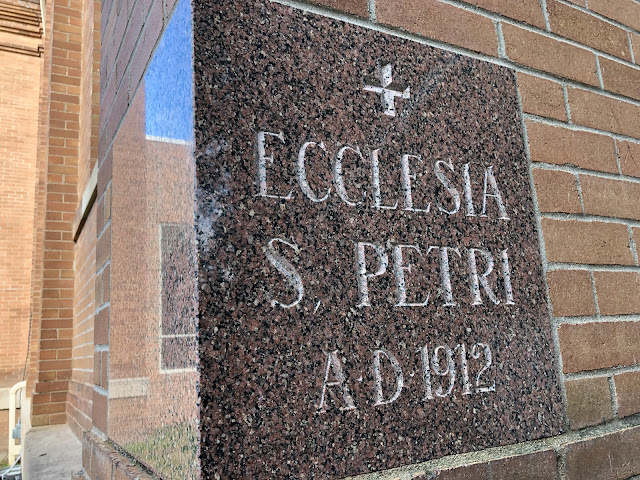 ECCLESIA
S. PETRI
A·D·1912